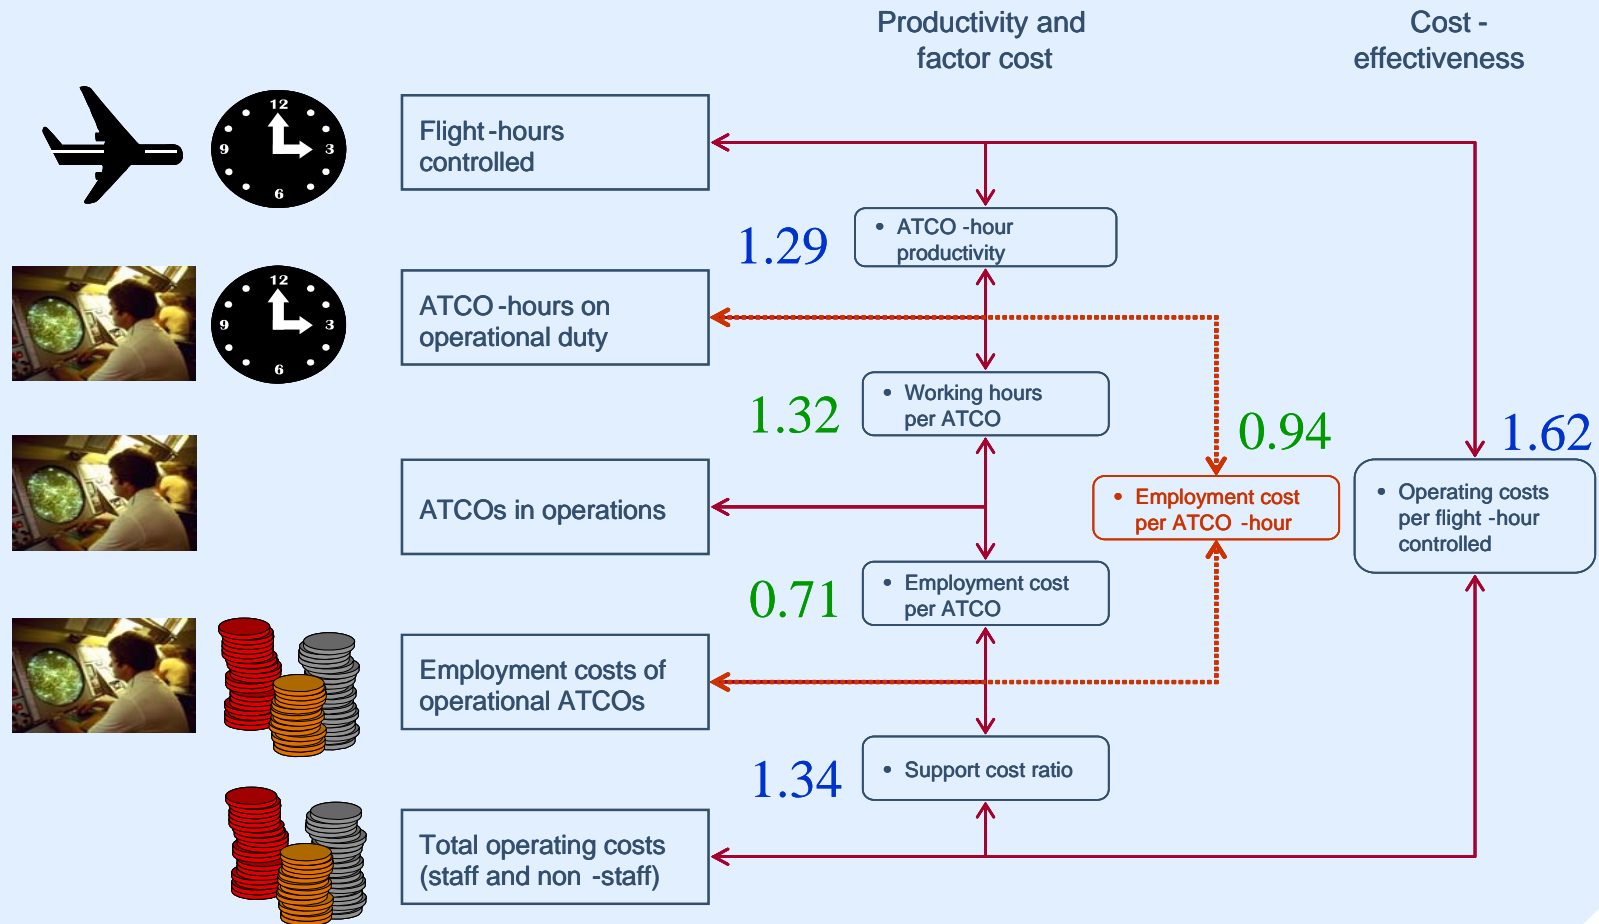 Productivity and
factor cost
Cost -
effectiveness
12
9
3
6
Flight -hours
controlled
1.29
• ATCO -hour
productivity
12
9
3
6
ATCO -hours on
operational duty
1.32
• Working hours
per ATCO
0.94
1.62
ATCOs in operations
• Employment cost
per ATCO -hour
• Operating costs
per flight -hour
controlled
0.71
• Employment cost
per ATCO
Employment costs of
operational ATCOs
1.34
• Support cost ratio
Total operating costs
(staff and non -staff)